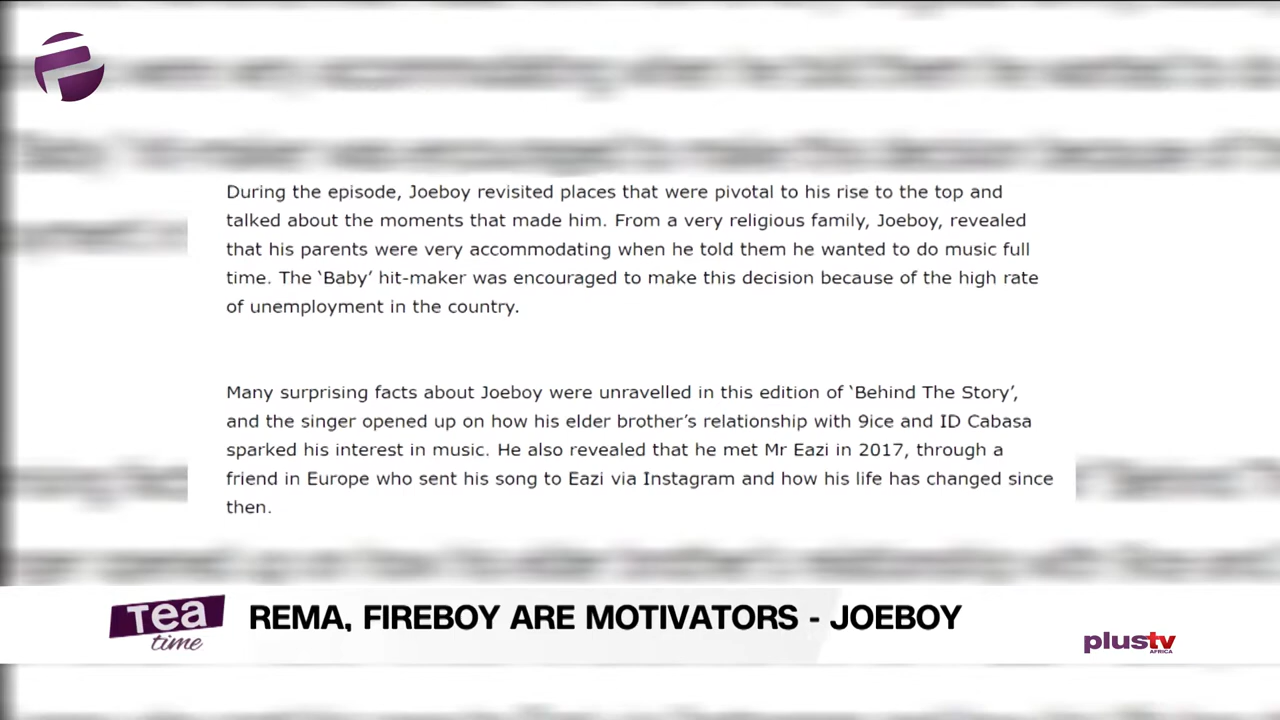 During the episode, Joeboy revisited places that were pivotal to his rise to the top and
talked about the moments that made him. From a very religious family, Joeboy, revealed
that his parents were very accommodating when he told them he wanted to do music full
time. The ‘Baby’ hit-maker was encouraged to make this decision because of the high rate
of unemployment in the country.
Many surprising facts about Joeboy were unravelled in this edition of ‘Behind The Story’,
and the singer opened up on how his elder brother’s relationship with 9ice and ID Cabasa
sparked his interest in music. He also revealed that he met Mr Eazi in 2017, through a
friend in Europe who sent his song to Eazi via Instagram and how his life has changed since
then.
Tea
time
REMA, FIREBOY ARE MOTIVATORS - JOEBOY
plustv
AFRICA